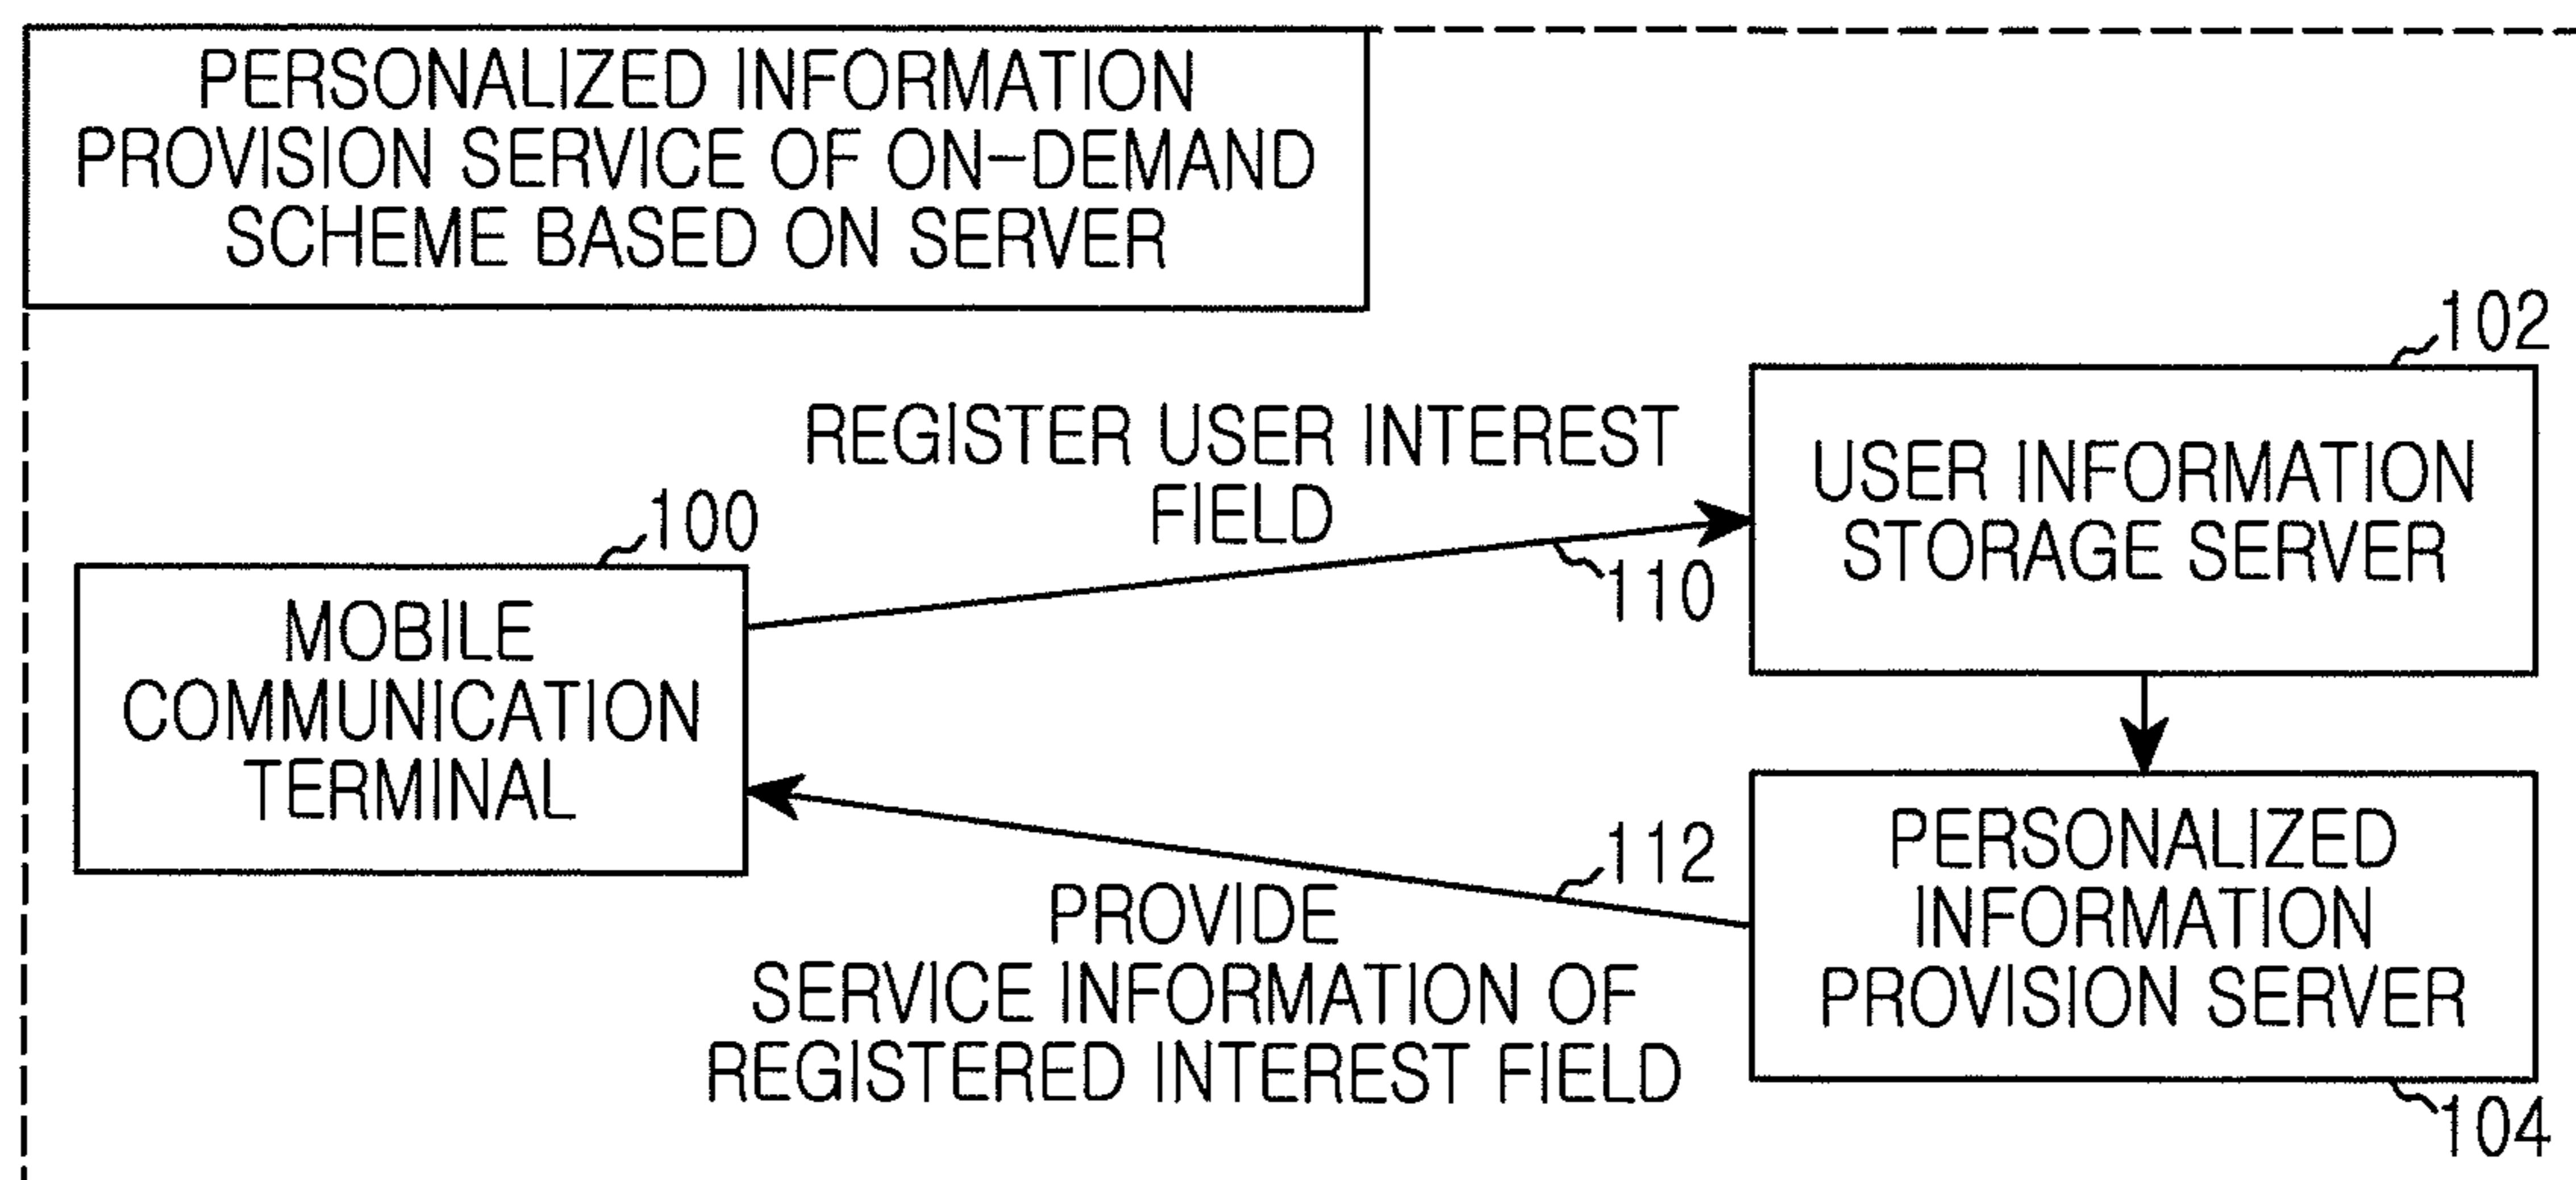 PERSONALIZED INFORMATION
PROVISION SERVICE OF ON-DEMAND
SCHEME BASED ON SERVER
102
REGISTER USER INTEREST
FIELD
USER INFORMATION
STORAGE SERVER
100
110
MOBILE
COMMUNICATION
TERMINAL
112
PROVIDE
SERVICE INFORMATION OF
REGISTERED INTEREST FIELD
PERSONALIZED
INFORMATION
PROVISION SERVER
104